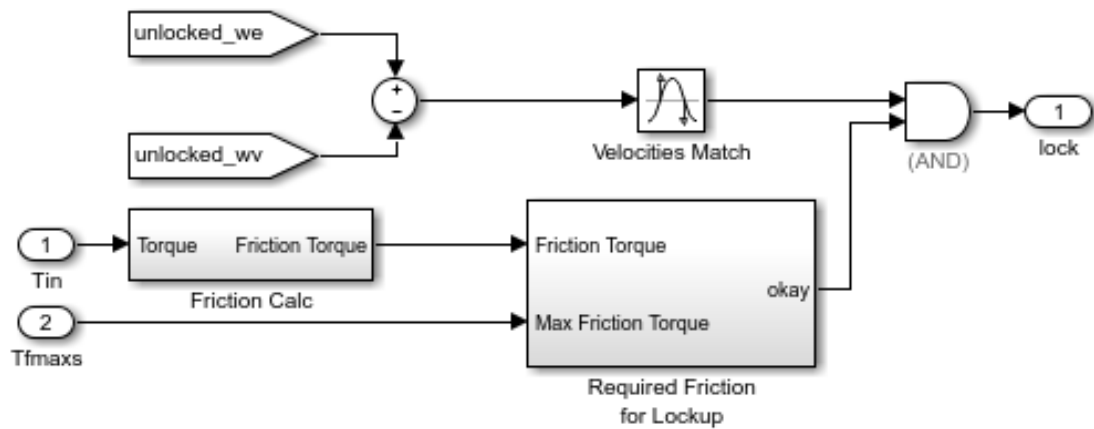 unlocked_we
+
−
unlocked_wv
Velocities Match
(AND)
1
lock
1
Tin
Torque
Friction Torque
Friction Calc
2
Tfmaxs
Friction Torque
Max Friction Torque
okay
Required Friction
for Lockup